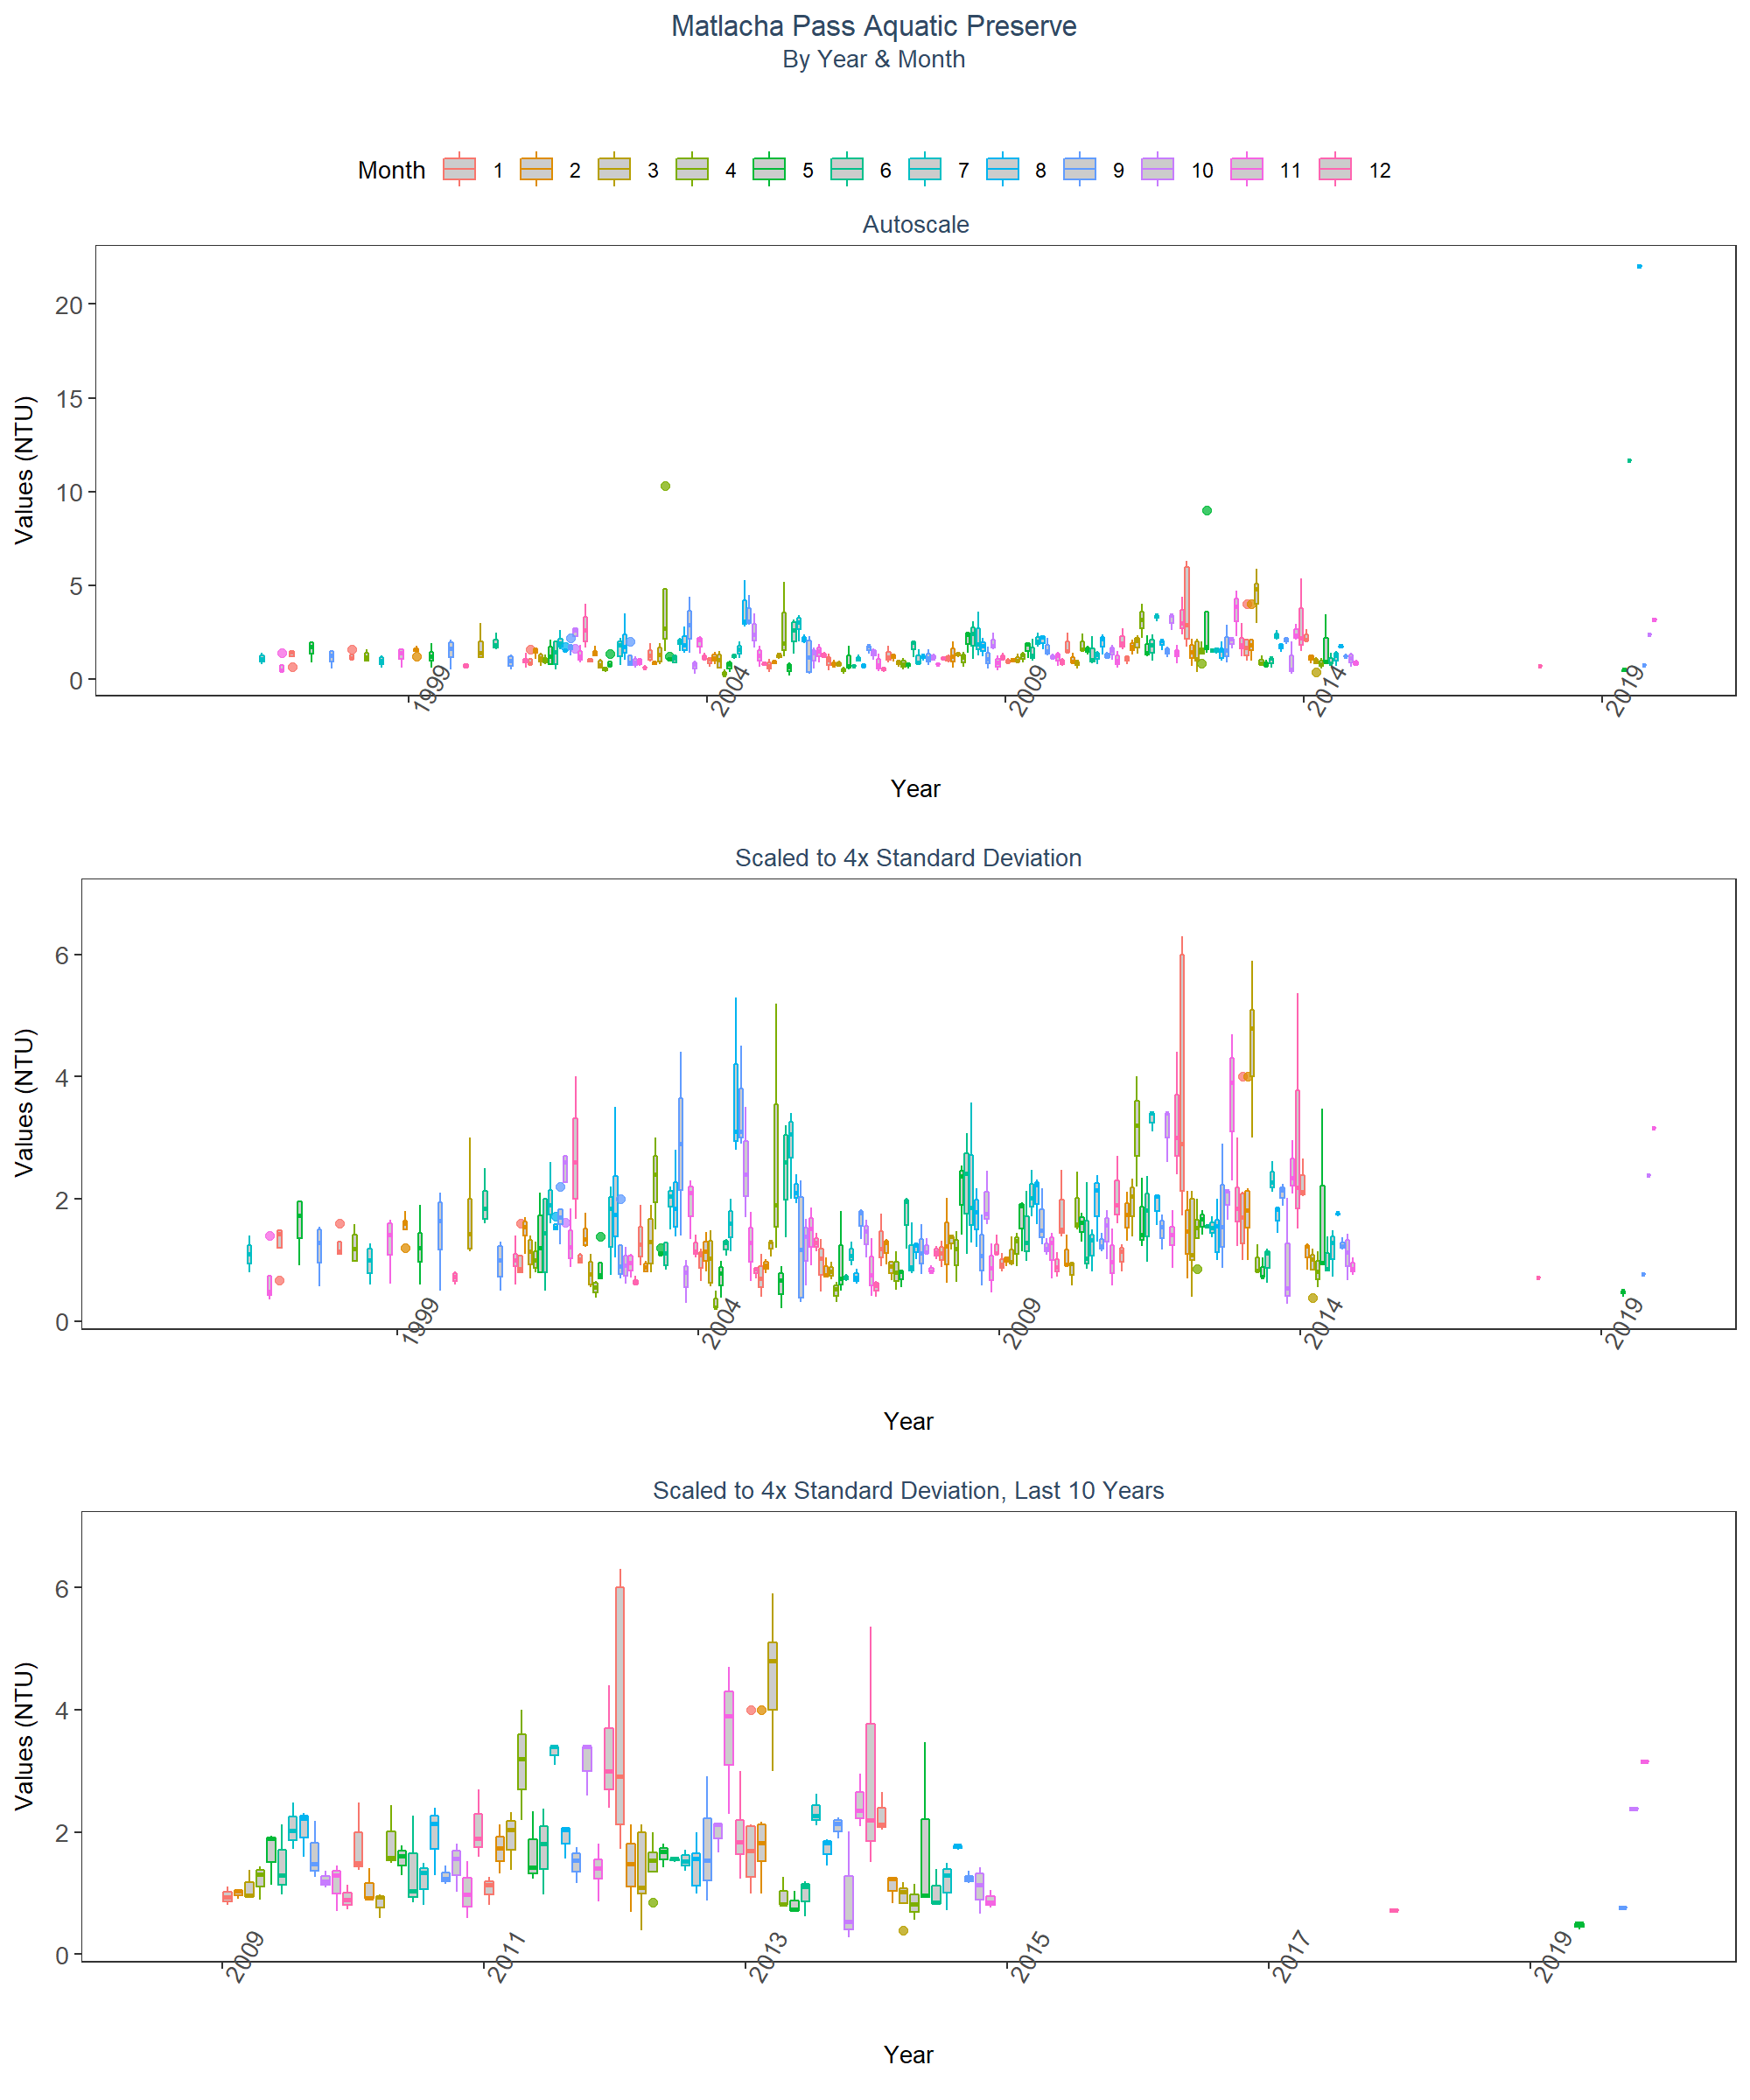 Matlacha Pass Aquatic Preserve
By Year & Month
Month 1 2 3 4 5 6 7 8 9 10 11 12
Autoscale
Values (NTU)
20
15
10
5
0
1999 2004 2009 2014 2019
Year
Scaled to 4x Standard Deviation
Values (NTU)
6
4
2
0
1999 2004 2009 2014 2019
Year
Scaled to 4x Standard Deviation, Last 10 Years
Values (NTU)
6
4
2
0
2009 2011 2013 2015 2017 2019
Year